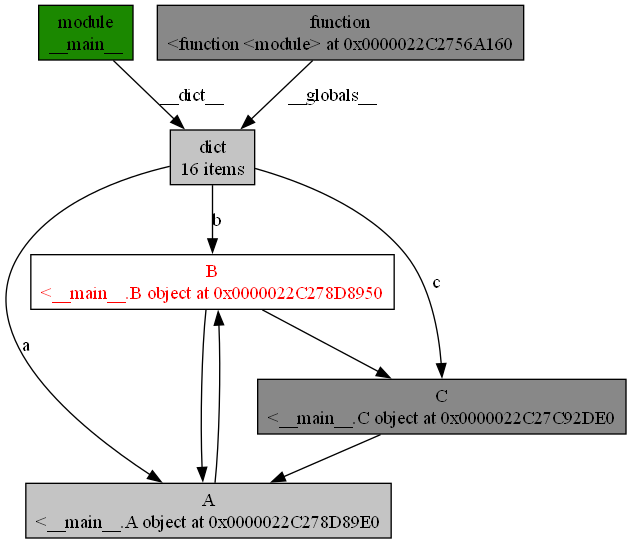 module
__main__
function
<function <module> at 0x0000022C2756A160
__dict__
__globals__
dict
16 items
b
B
<__main__.B object at 0x0000022C278D8950
c
a
C
<__main__.C object at 0x0000022C27C92DE0
A
<__main__.A object at 0x0000022C278D89E0